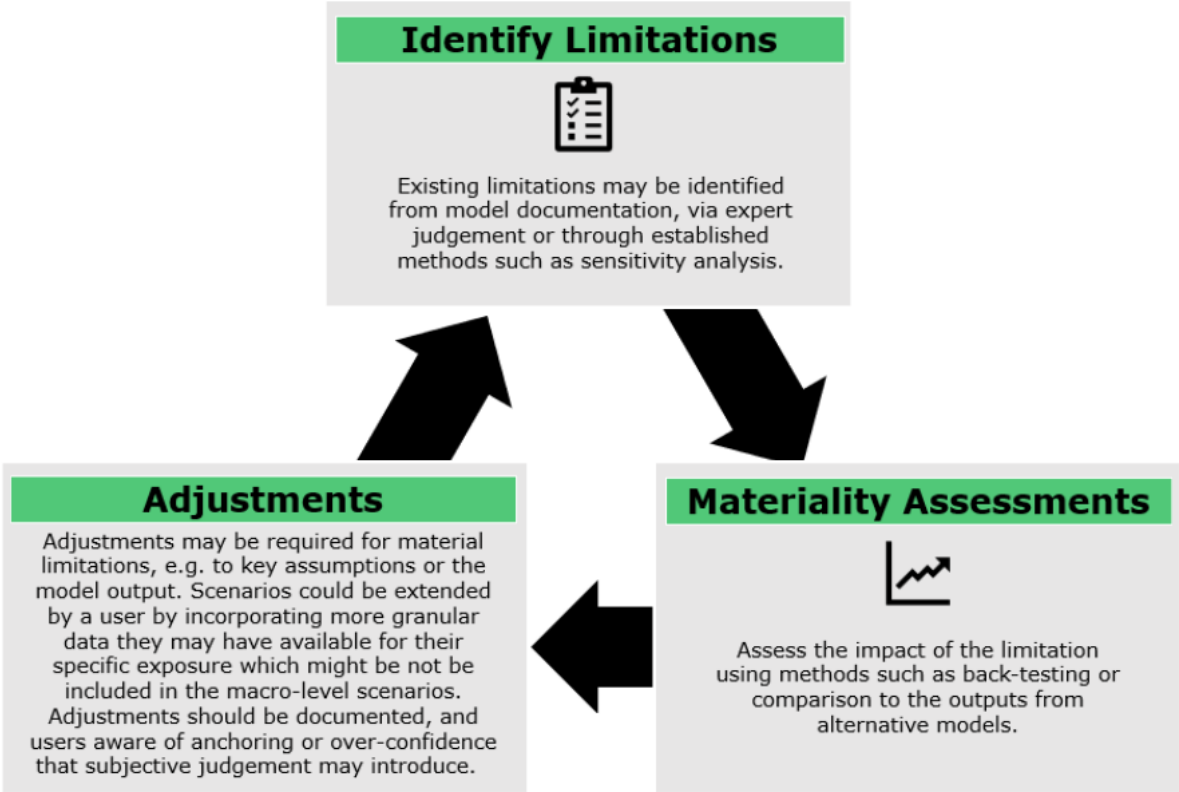 Identify Limitations
Existing limitations may be identified
from model documentation, via expert
judgement or through established
methods such as sensitivity analysis.
Adjustments
Adjustments may be required for material
limitations, e.g. to key assumptions or the
model output. Scenarios could be extended
by a user by incorporating more granular
data they may have available for their
specific exposure which might be not be
included in the macro-level scenarios.
Adjustments should be documented, and
users aware of anchoring or over-confidence
that subjective judgement may introduce.
Materiality Assessments
Assess the impact of the limitation
using methods such as back-testing or
comparison to the outputs from
alternative models.